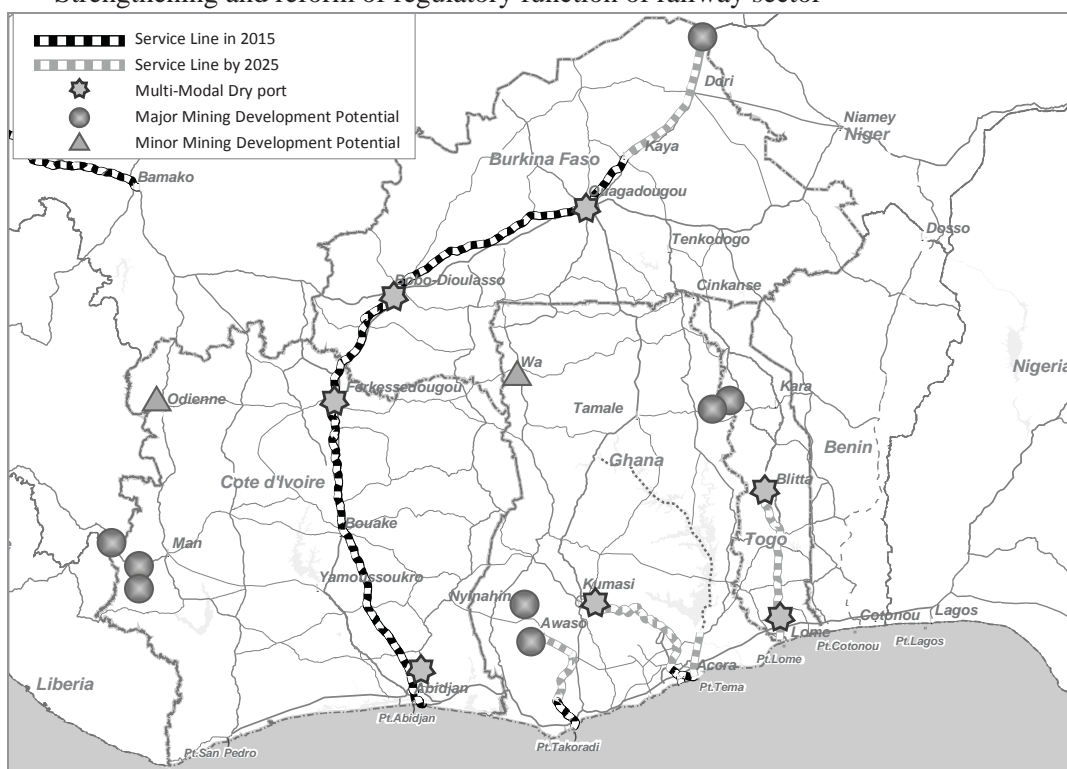 Strengthening and reform of regulatory function of railway sector
Service Line in 2015
Service Line by 2025
Multi-Modal Dry port
Major Mining Development Potential
Minor Mining Development Potential
Dori
Niamey
Niger
Kaya
Burkina Faso
Bamako
Ouagadougou
Dosso
Tenkodogo
Cinkanse
Bobo-Dioulasso
Wa
Nigeria
Ferkessedougou
Odienne
Kara
Tamale
Benin
Ghana
Cote d'Ivoire
Blitta
Bouake
Togo
Man
Yamoussoukro
Kumasi
Nyinahin
Awaso
Cotonou
Lagos
Lome
Pt.Cotonou
Pt.Lagos
Pt.Lome
Accra
Pt.Tema
Liberia
Abidjan
Pt.Abidjan
Pt.San Pedro
Pt.Takoradi